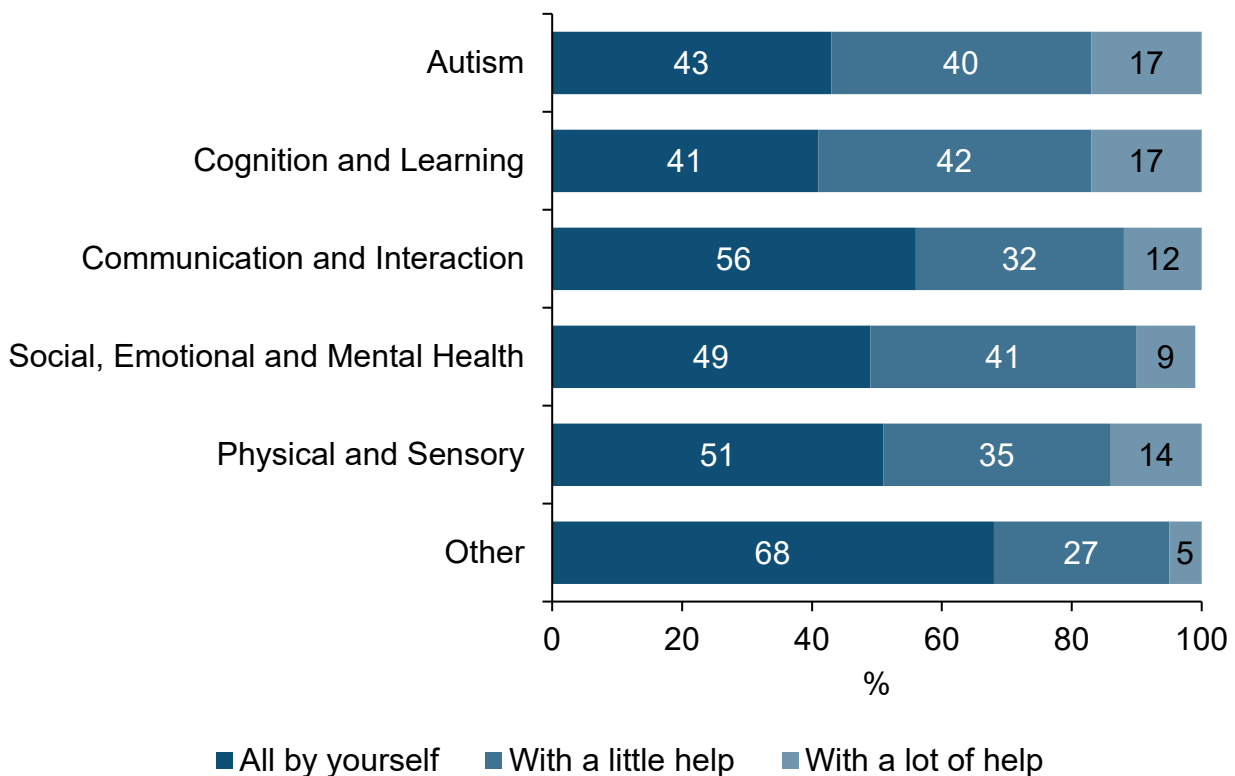 Autism 43 40 17
Cognition and Learning 41 42 17
Communication and Interaction 56 32 12
Social, Emotional and Mental Health 49 41 9
Physical and Sensory 51 35 14
Other 68 27 5
0 20 40 60 80 100
%
All by yourself With a little help With a lot of help